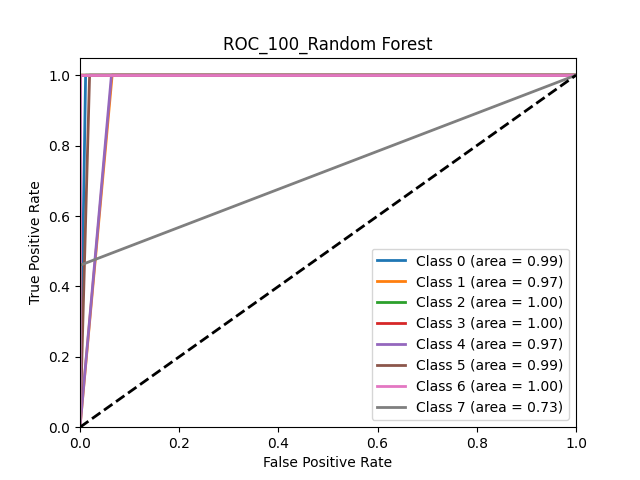 ROC_100_Random Forest
True Positive Rate
1.0
0.8
0.6
0.4
0.2
0.0
Class 0 (area = 0.99)
Class 1 (area = 0.97)
Class 2 (area = 1.00)
Class 3 (area = 1.00)
Class 4 (area = 0.97)
Class 5 (area = 0.99)
Class 6 (area = 1.00)
Class 7 (area = 0.73)
0.0 0.2 0.4 0.6 0.8 1.0
False Positive Rate